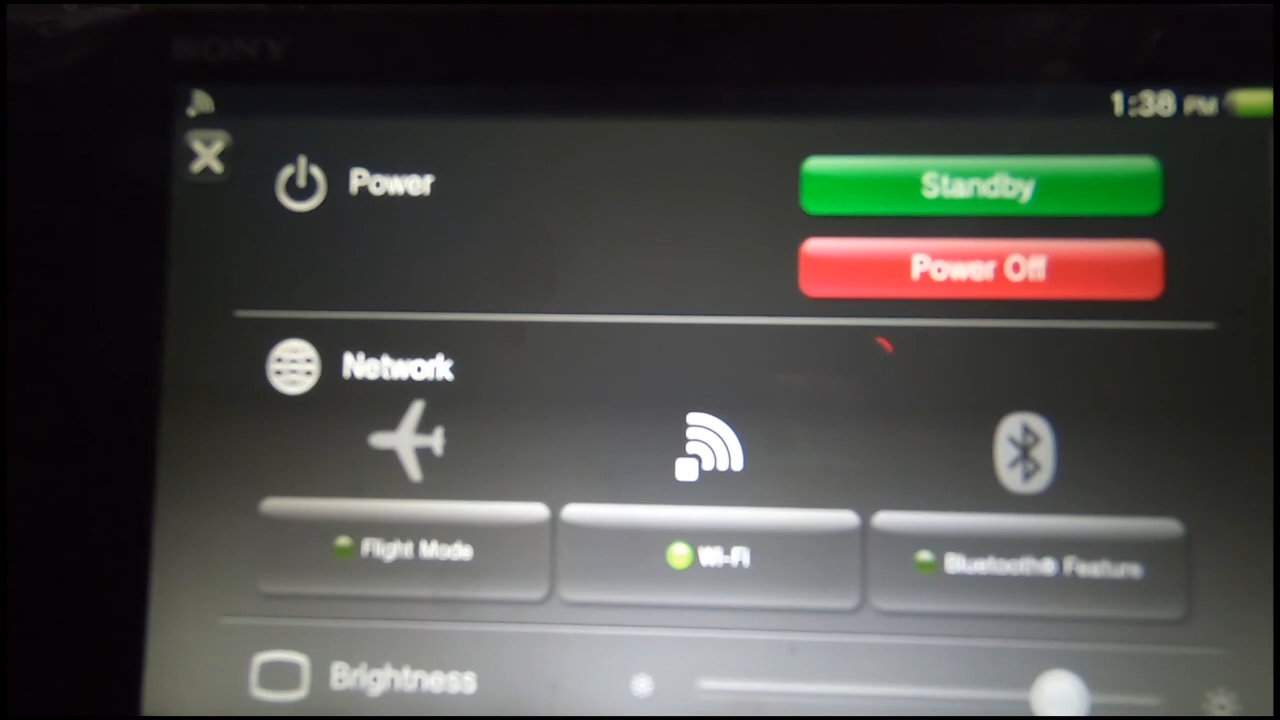 SONY
1:38 PM
Power
Standby
Power Off
Network
Flight Mode
Wi-Fi
Bluetooth® Feature
Brightness